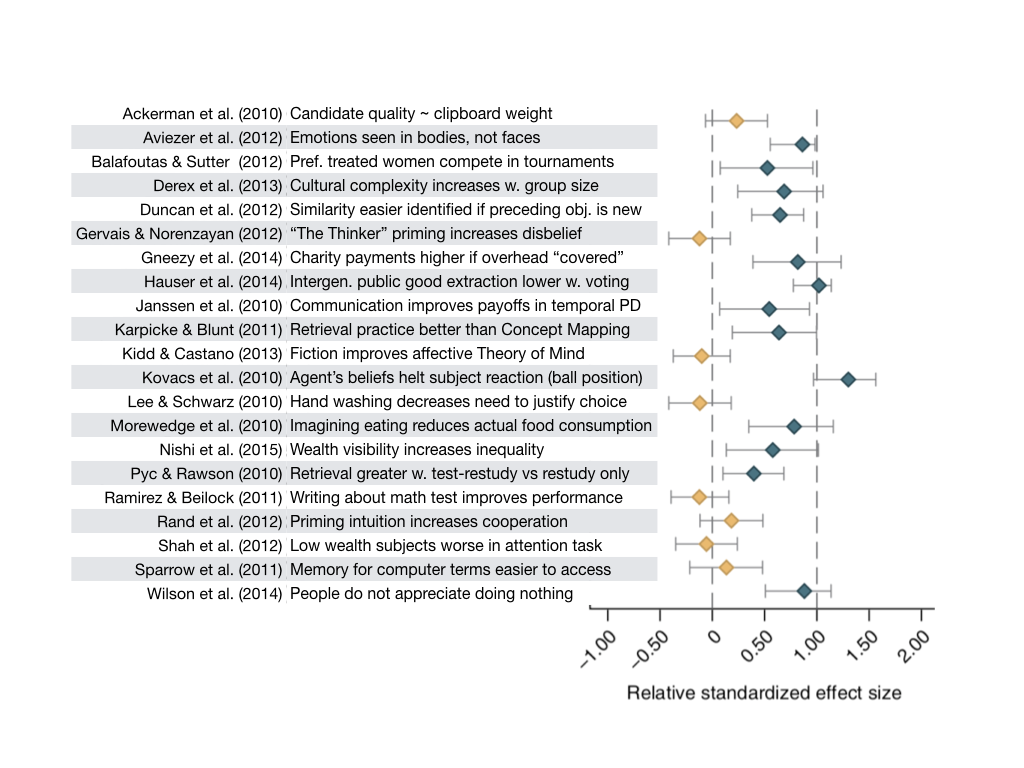 Ackerman et al. (2010) Candidate quality ~ clipboard weight
Aviezer et al. (2012) Emotions seen in bodies, not faces
Balafoutas & Sutter (2012) Pref. treated women compete in tournaments
Derex et al. (2013) Cultural complexity increases w. group size
Duncan et al. (2012) Similarity easier identified if preceding obj. is new
Gervais & Norenzayan (2012) “The Thinker” priming increases disbelief
Gneezy et al. (2014) Charity payments higher if overhead “covered”
Hauser et al. (2014) Intergen. public good extraction lower w. voting
Janssen et al. (2010) Communication improves payoffs in temporal PD
Karpicke & Blunt (2011) Retrieval practice better than Concept Mapping
Kidd & Castano (2013) Fiction improves affective Theory of Mind
Kovacs et al. (2010) Agent’s beliefs helt subject reaction (ball position)
Lee & Schwarz (2010) Hand washing decreases need to justify choice
Morewedge et al. (2010) Imagining eating reduces actual food consumption
Nishi et al. (2015) Wealth visibility increases inequality
Pyc & Rawson (2010) Retrieval greater w. test-restudy vs restudy only
Ramirez & Beilock (2011) Writing about math test improves performance
Rand et al. (2012) Priming intuition increases cooperation
Shah et al. (2012) Low wealth subjects worse in attention task
Sparrow et al. (2011) Memory for computer terms easier to access
Wilson et al. (2014) People do not appreciate doing nothing
–1.00 –0.50 0 0.50 1.00 1.50 2.00
Relative standardized effect size